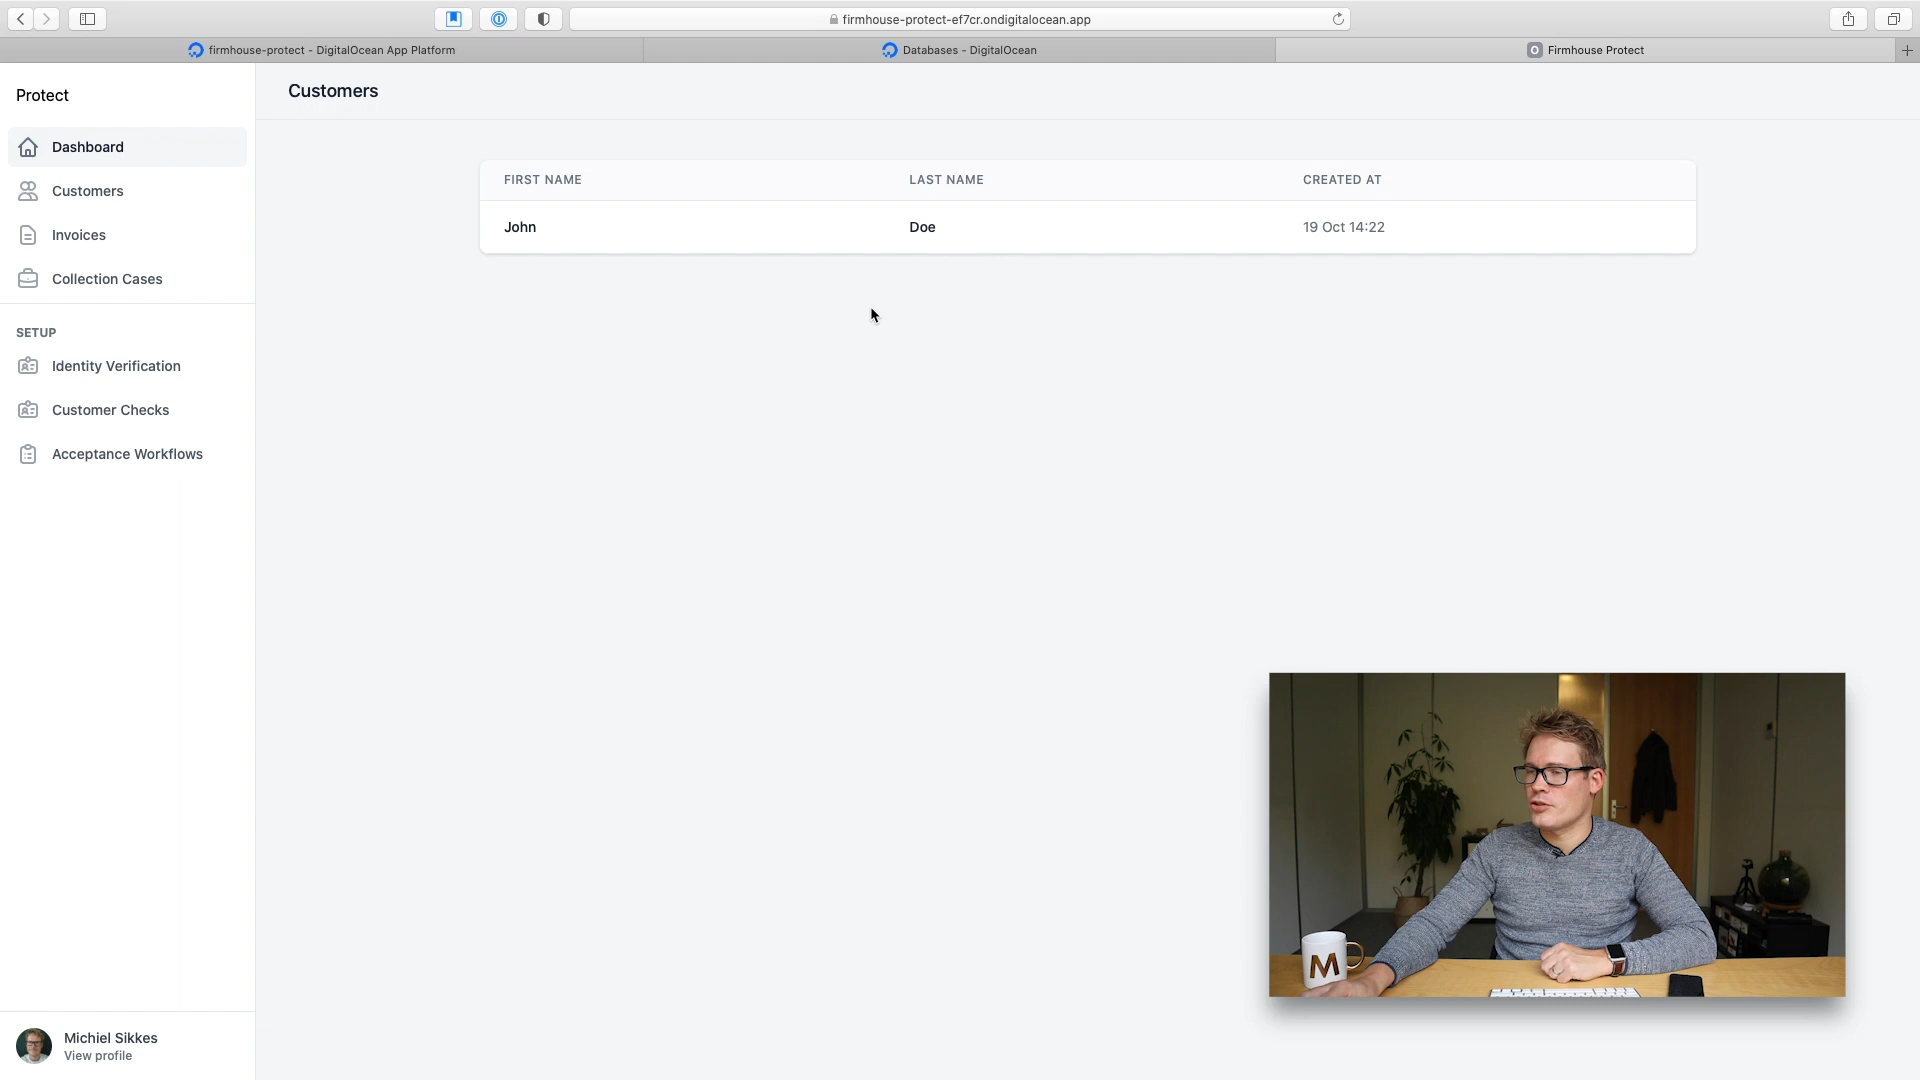 firmhouse-protect-ef7cr.ondigitalocean.app
firmhouse-protect - DigitalOcean App Platform
Databases - DigitalOcean
O Firmhouse Protect
Protect
Dashboard
Customers
Invoices
Collection Cases
SETUP
Identity Verification
Customer Checks
Acceptance Workflows
Michiel Sikkes
View profile
Customers
FIRST NAME LAST NAME CREATED AT
John Doe 19 Oct 14:22
M